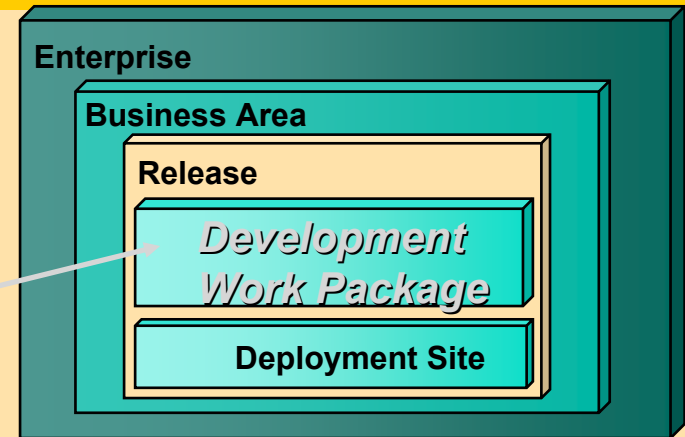 Enterprise
Business Area
Release
Development
Work Package
Deployment Site